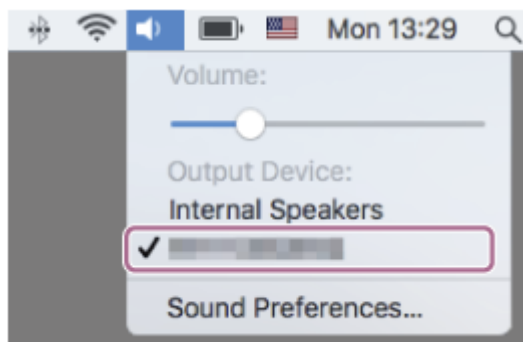 Mon 13:29
Volume:
Output Device:
Internal Speakers
Sound Preferences...